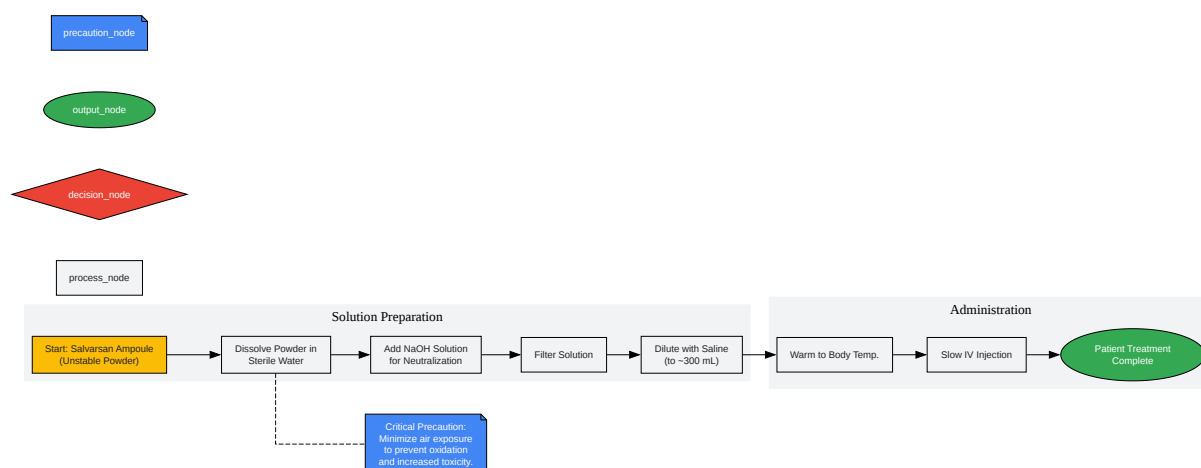 precaution_node
output_node
decision_node
process_node
Solution Preparation
Start: Salvarsan Ampoule
(Unstable Powder)
Dissolve Powder in
Sterile Water
Add NaOH Solution
for Neutralization
Filter Solution
Dilute with Saline
(to ~300 mL)
Critical Precaution:
Minimize air exposure
to prevent oxidation
and increased toxicity.
Administration
Warm to Body Temp.
Slow IV Injection
Patient Treatment
Complete